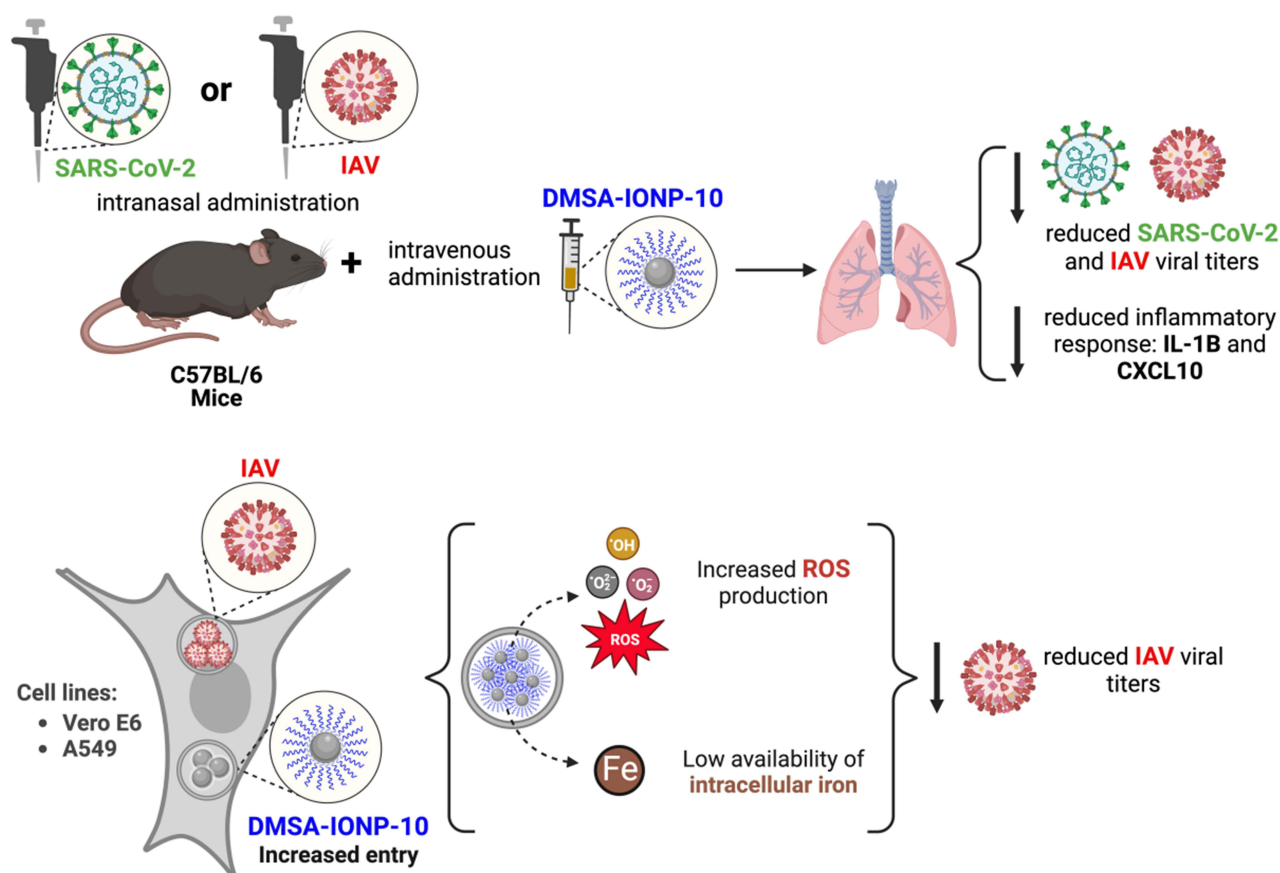 or
SARS-CoV-2
IAV
intranasal administration
+
C57BL/6
Mice
intravenous
administration
DMSA-IONP-10
reduced SARS-CoV-2
and IAV viral titers
reduced inflammatory
response: IL-1B and
CXCL10
IAV
Cell lines:
• Vero E6
• A549
DMSA-IONP-10
Increased entry
•OH
•O₂²⁻
•O₂⁻
ROS
Increased ROS
production
Fe
Low availability of
intracellular iron
reduced IAV viral
titers